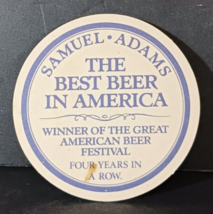 SAMUEL • ADAMS
THE
BEST BEER
IN AMERICA
WINNER OF THE GREAT
AMERICAN BEER
FESTIVAL
FOUR YEARS IN
A ROW.